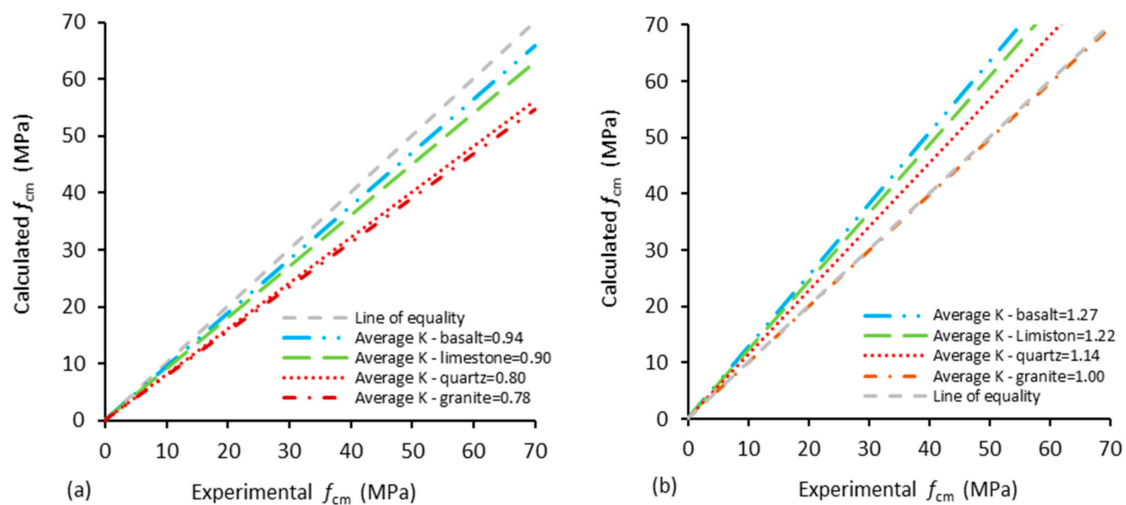 70
60
50
40
30
20
10
0
Calculated fcm (MPa)
Line of equality
Average K - basalt=0.94
Average K - limestone=0.90
Average K - quartz=0.80
Average K - granite=0.78
0 10 20 30 40 50 60 70
(a) Experimental fcm (MPa)
70
60
50
40
30
20
10
0
Calculated fcm (MPa)
Average K - basalt=1.27
Average K - Limiston=1.22
Average K - quartz=1.14
Average K - granite=1.00
Line of equality
0 10 20 30 40 50 60 70
(b) Experimental fcm (MPa)